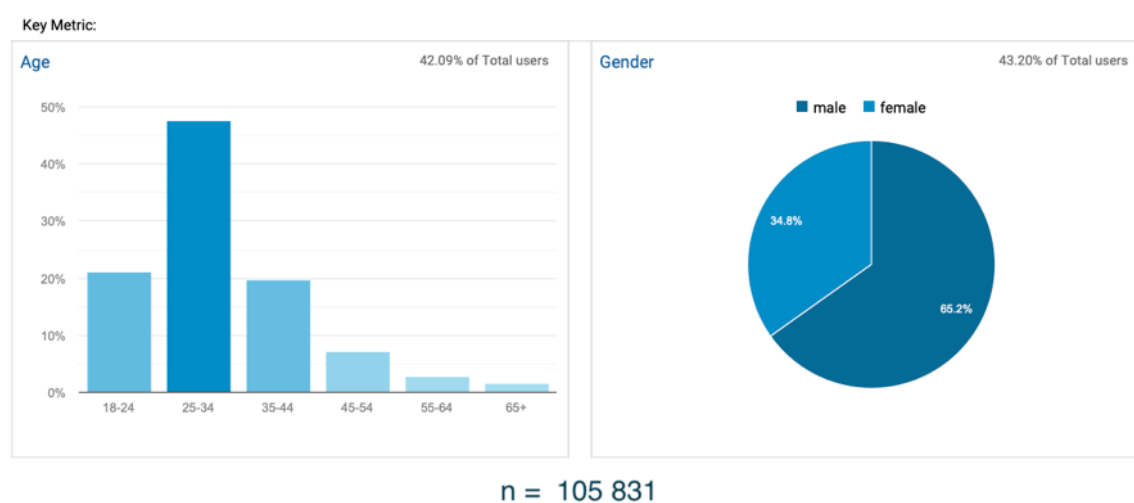 Key Metric:
Age 42.09% of Total users
50%
40%
30%
20%
10%
0%
18-24 25-34 35-44 45-54 55-64 65+
Gender 43.20% of Total users
male female
34.8%
65.2%
n = 105 831